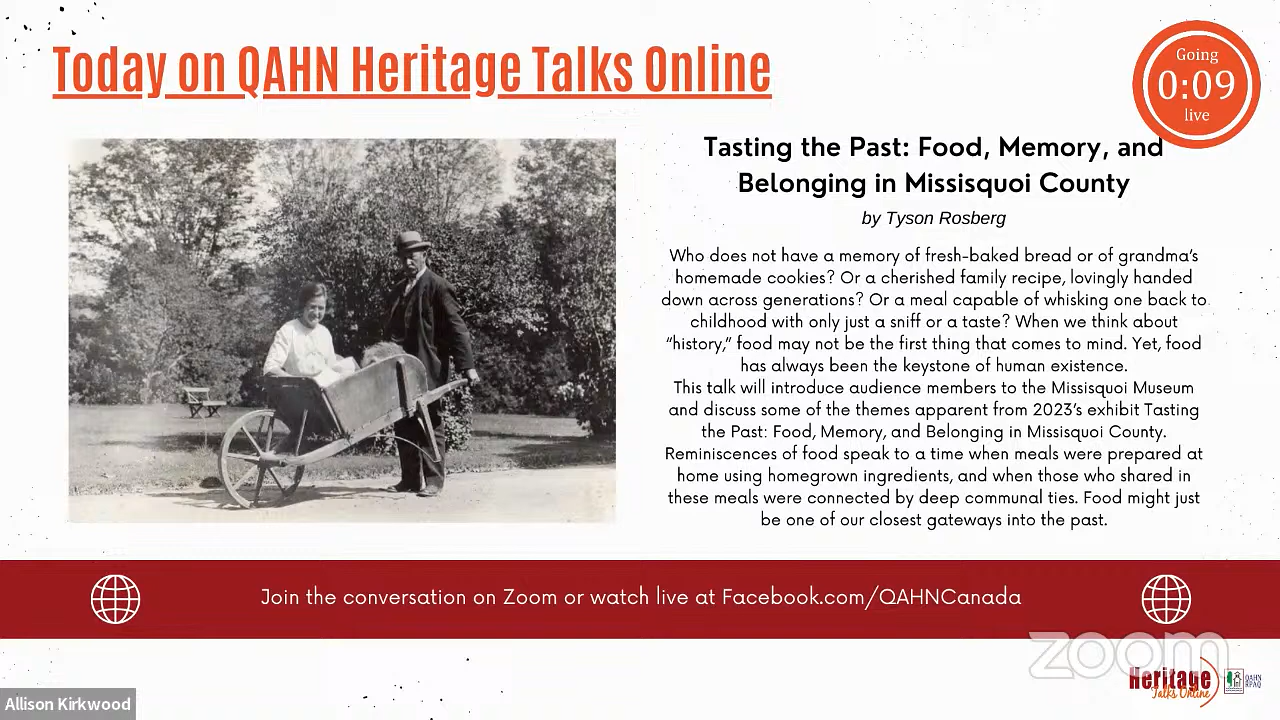 Today on QAHN Heritage Talks Online
Going
0:09
live
Tasting the Past: Food, Memory, and
Belonging in Missisquoi County
by Tyson Rosberg
Who does not have a memory of fresh-baked bread or of grandma's
homemade cookies? Or a cherished family recipe, lovingly handed
down across generations? Or a meal capable of whisking one back to
childhood with only just a sniff or a taste? When we think about
“history,” food may not be the first thing that comes to mind. Yet, food
has always been the keystone of human existence.
This talk will introduce audience members to the Missisquoi Museum
and discuss some of the themes apparent from 2023's exhibit Tasting
the Past: Food, Memory, and Belonging in Missisquoi County.
Reminiscences of food speak to a time when meals were prepared at
home using homegrown ingredients, and when those who shared in
these meals were connected by deep communal ties. Food might just
be one of our closest gateways into the past.
Join the conversation on Zoom or watch live at Facebook.com/QAHNCanada
zoom
Heritage
Talks Online
QAHN
RPAQ
Allison Kirkwood